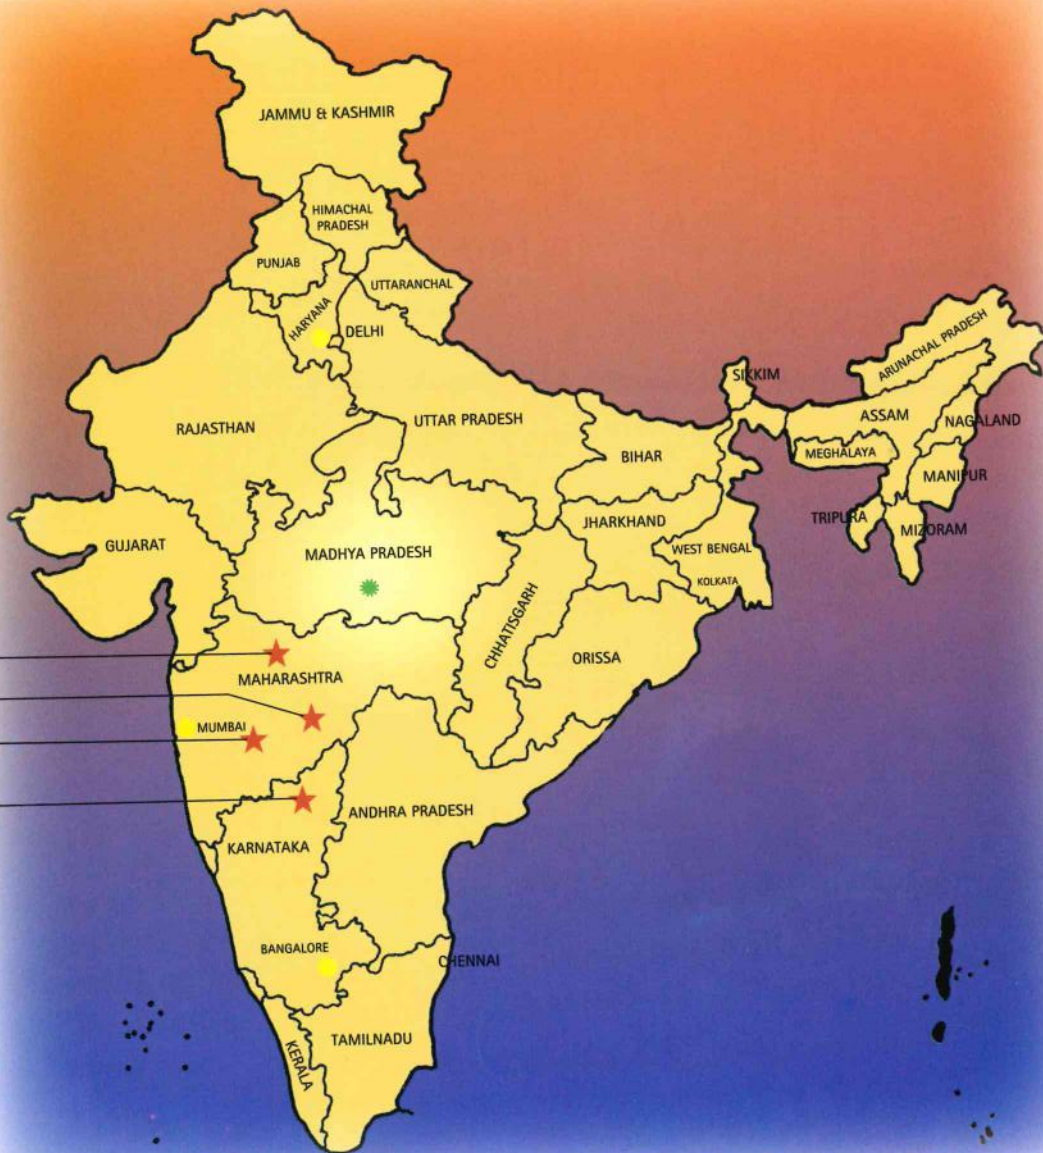 JAMMU & KASHMIR
HIMACHAL
PRADESH
PUNJAB
UTTARANCHAL
HARYANA
DELHI
ARUNACHAL PRADESH
SIKKIM
RAJASTHAN
UTTAR PRADESH
ASSAM
NAGALAND
BIHAR
MEGHALAYA
MANIPUR
TRIPURA
MIZORAM
GUJARAT
JHARKHAND
MADHYA PRADESH
WEST BENGAL
KOLKATA
CHHATISGARH
ORISSA
MAHARASHTRA
MUMBAI
ANDHRA PRADESH
KARNATAKA
BANGALORE
CHENNAI
TAMILNADU
KERALA